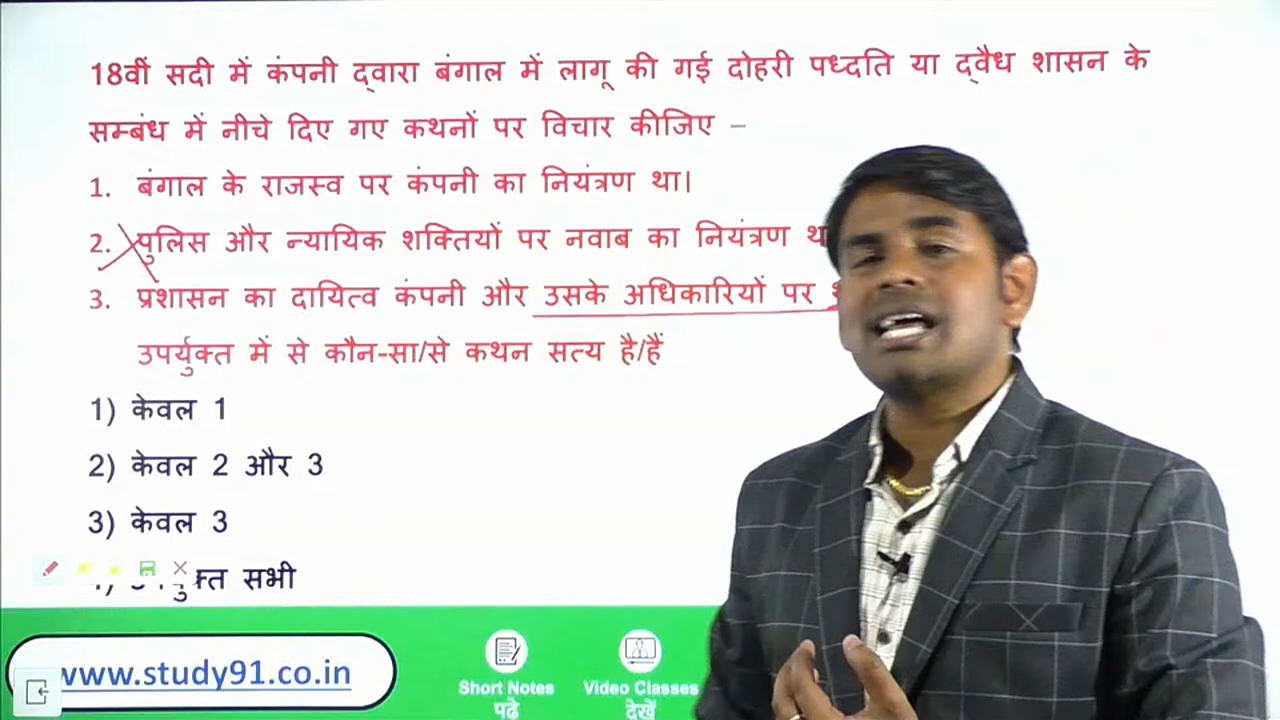 18वीं सदी में कंपनी द्वारा बंगाल में लागू की गई दोहरी पध्दति या द्वैध शासन के
सम्बंध में नीचे दिए गए कथनों पर विचार कीजिए –
1. बंगाल के राजस्व पर कंपनी का नियंत्रण था।
2. पुलिस और न्यायिक शक्तियों पर नवाब का नियंत्रण
3. प्रशासन का दायित्व कंपनी और उसके अधिकारियों पर
उपर्युक्त में से कौन-सा/से कथन सत्य है/हैं
1) केवल 1
2) केवल 2 और 3
3) केवल 3
सभी
www.study91.co.in
Short Notes
पढे
Video Classes
देखें